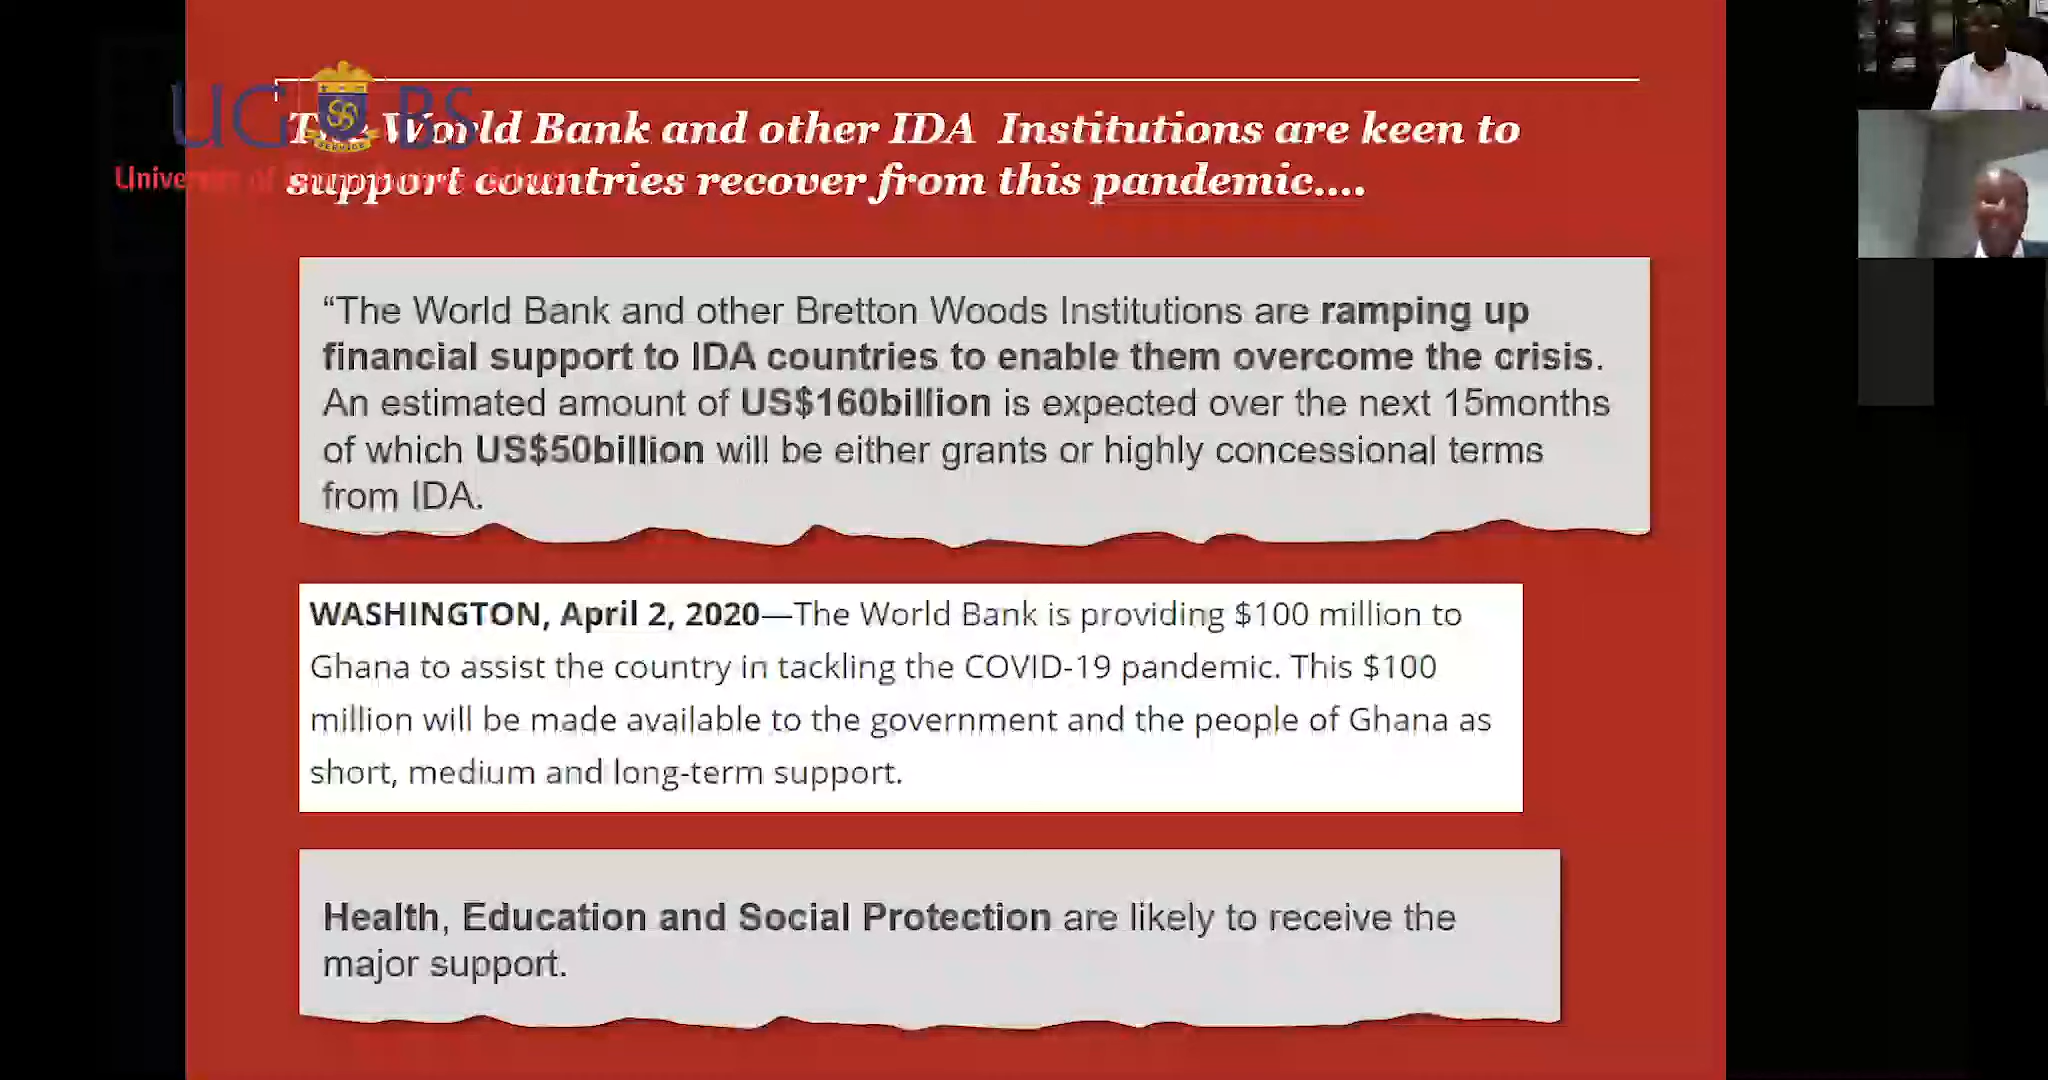 UG BS
SERVICE
The World Bank and other IDA Institutions are keen to
University of
support countries recover from this pandemic....
“The World Bank and other Bretton Woods Institutions are ramping up
financial support to IDA countries to enable them overcome the crisis.
An estimated amount of US$160billion is expected over the next 15months
of which US$50billion will be either grants or highly concessional terms
from IDA.
WASHINGTON, April 2, 2020—The World Bank is providing $100 million to
Ghana to assist the country in tackling the COVID-19 pandemic. This $100
million will be made available to the government and the people of Ghana as
short, medium and long-term support.
Health, Education and Social Protection are likely to receive the
major support.